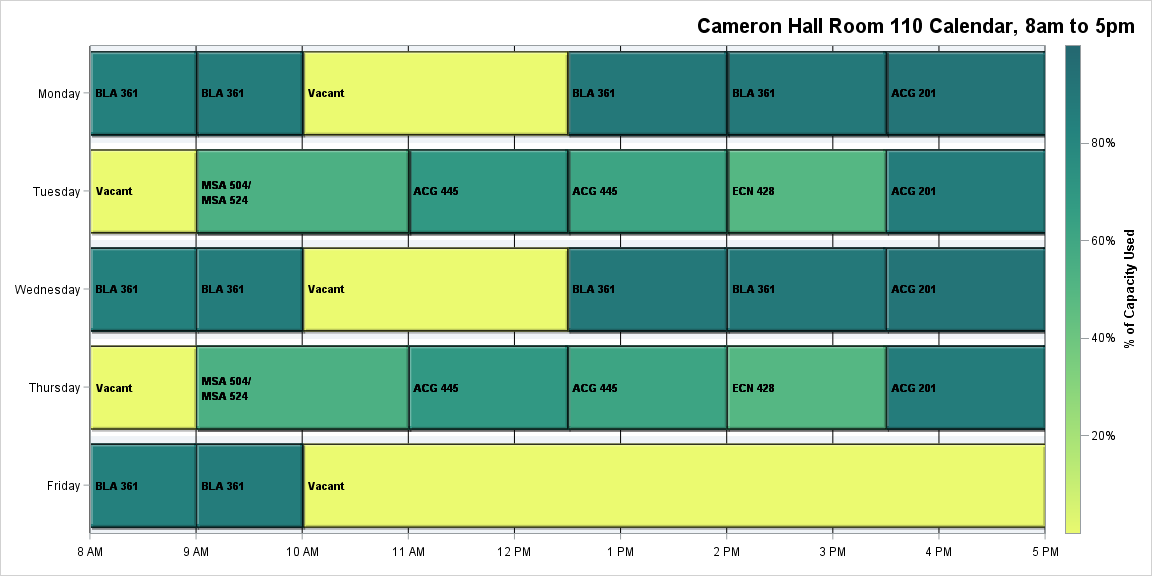 Cameron Hall Room 110 Calendar, 8am to 5pm
Monday
BLA 361
BLA 361
Vacant
BLA 361
BLA 361
ACG 201
Tuesday
Vacant
MSA 504/
MSA 524
ACG 445
ACG 445
ECN 428
ACG 201
Wednesday
BLA 361
BLA 361
Vacant
BLA 361
BLA 361
ACG 201
Thursday
Vacant
MSA 504/
MSA 524
ACG 445
ACG 445
ECN 428
ACG 201
Friday
BLA 361
BLA 361
Vacant
8 AM
9 AM
10 AM
11 AM
12 PM
1 PM
2 PM
3 PM
4 PM
5 PM
80%
60%
40%
20%
% of Capacity Used